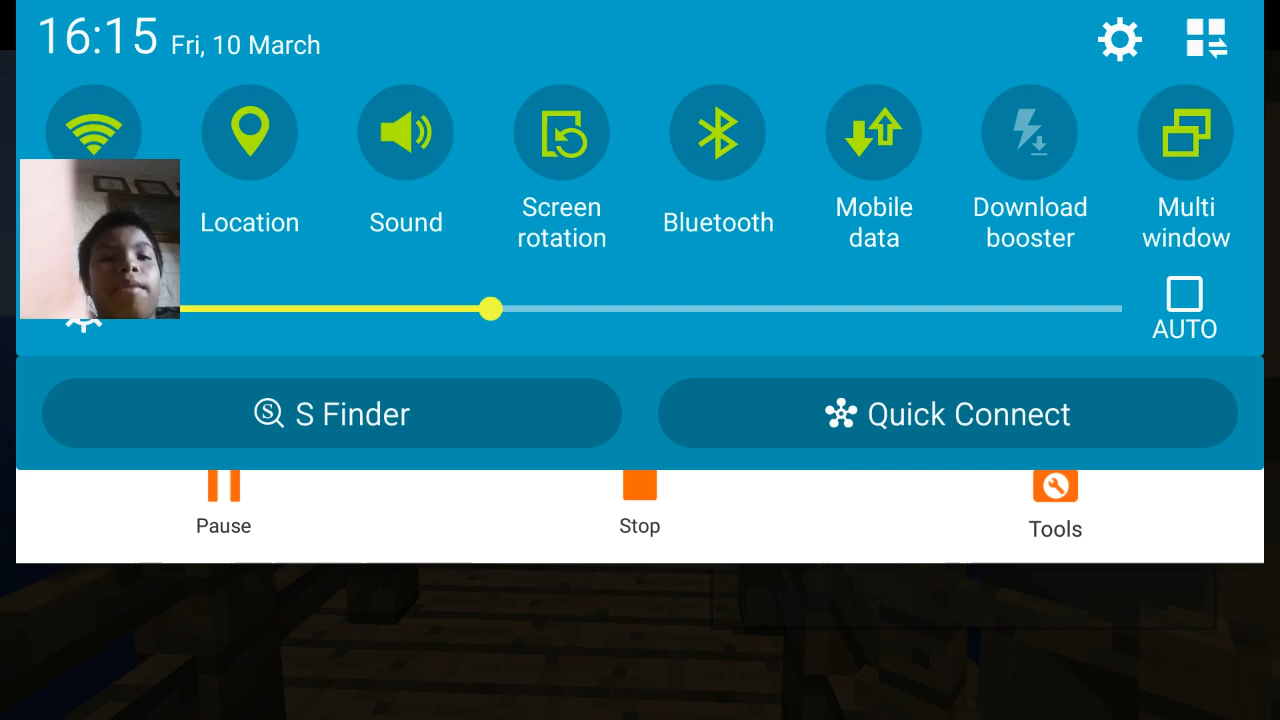 16:15 Fri, 10 March
Location
Sound
Screen
rotation
Bluetooth
Mobile
data
Download
booster
Multi
window
AUTO
S Finder
Quick Connect
Pause
Stop
Tools